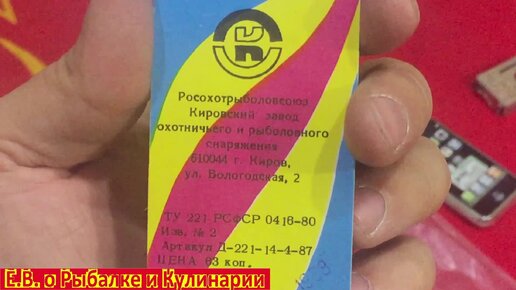 Росохотрыболовсоюз
Кировский завод
охотничьего и рыболовного
снаряжения
610044 г. Киров,
ул. Вологодская, 2
ТУ 221 РСФСР 0416-80
Изв. № 2
Артикул Д-221-14-4-87
ЦЕНА 63 коп.
Е.В. о Рыбалке и Кулинарии